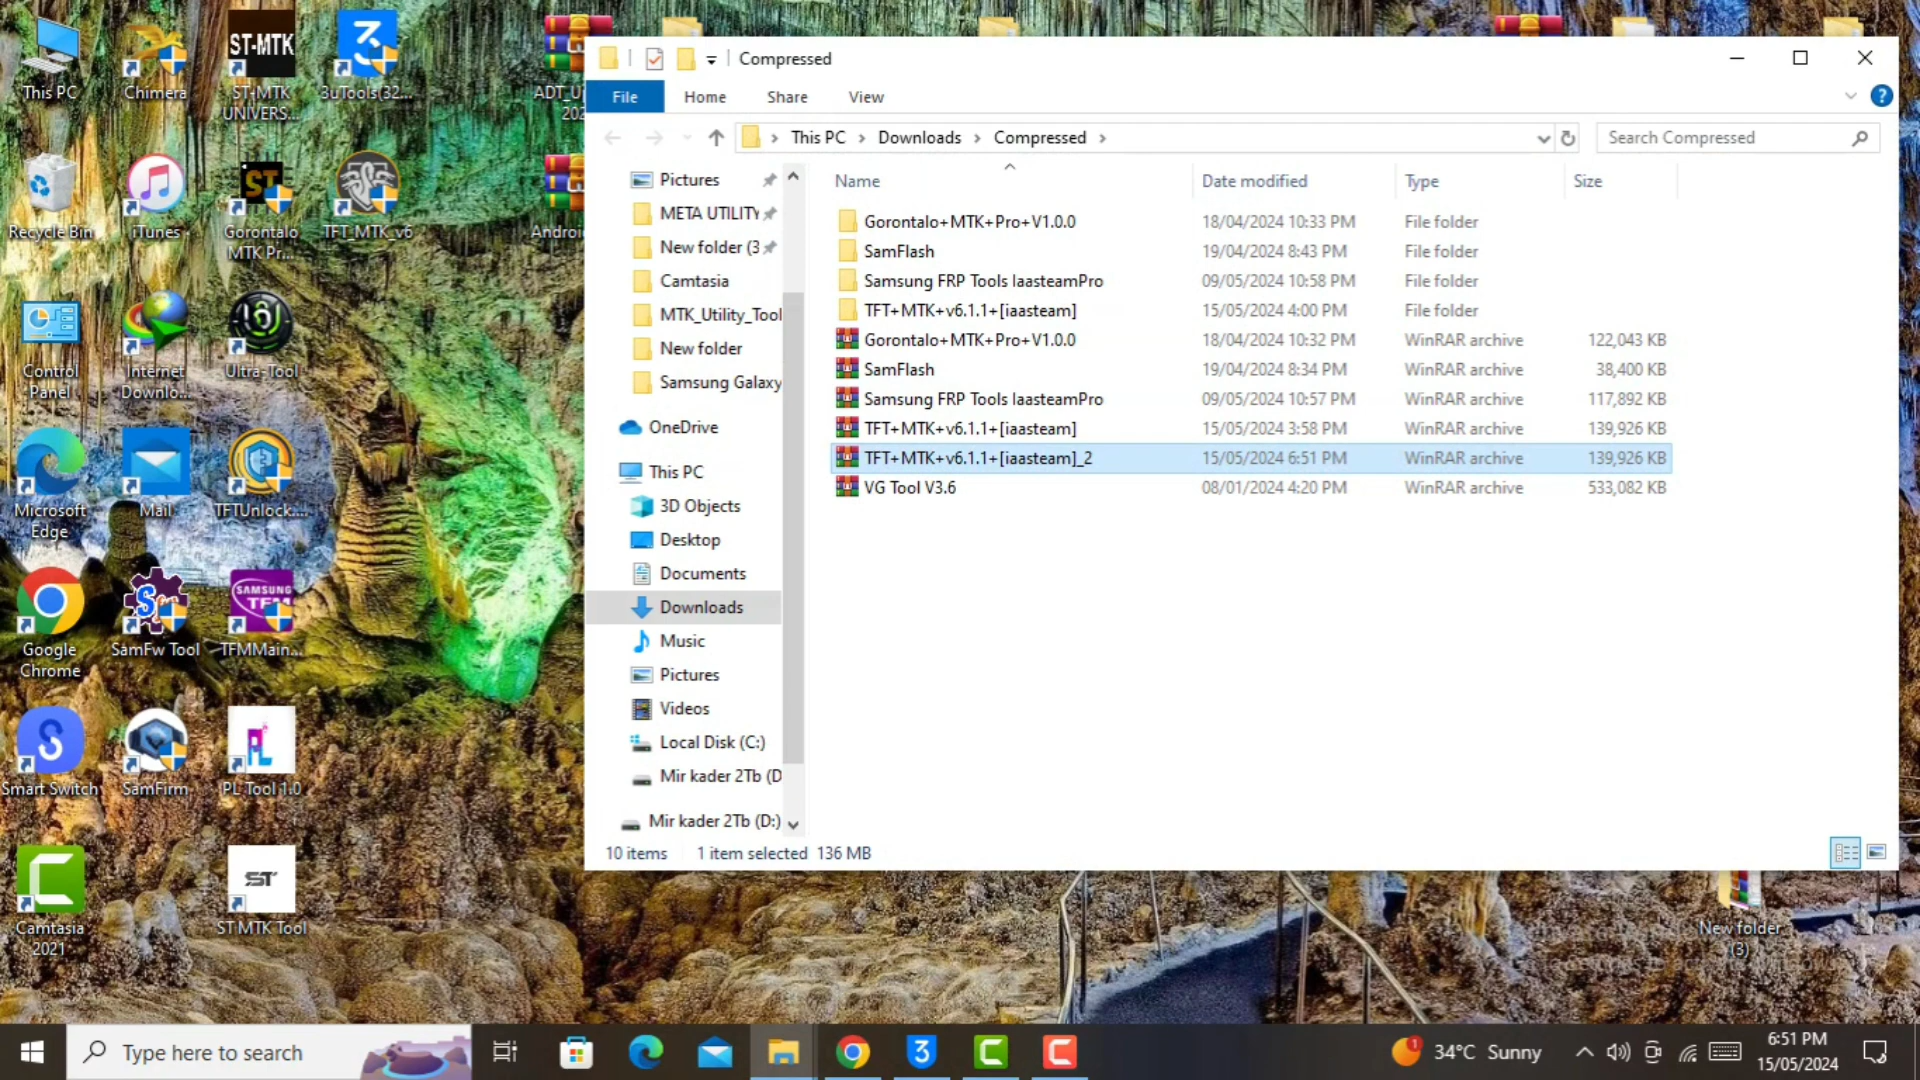 This PC
Chimera
ST-MTK
ST-MTK
UNIVERS...
3uTools(32...
Recycle Bin
iTunes
Gorontalo
MTK Pr...
TFT_MTK_v6
Control
Panel
Internet
Downlo...
Ultra-Tool
Microsoft
Edge
Mail
TFTUnlock....
Google
Chrome
SamFw Tool
SAMSUNG
TFM
TFMMain...
Smart Switch
SamFirm
PL Tool 1.0
Camtasia
2021
ST
ST MTK Tool
Compressed
File
Home
Share
View
This PC
Downloads
Compressed
Search Compressed
Pictures
META UTILITY
New folder (3
Camtasia
MTK_Utility_Tool
New folder
Samsung Galaxy
OneDrive
This PC
3D Objects
Desktop
Documents
Downloads
Music
Pictures
Videos
Local Disk (C:)
Mir kader 2Tb (D
Mir kader 2Tb (D:)
Name Date modified Type Size
Gorontalo+MTK+Pro+V1.0.0 18/04/2024 10:33 PM File folder
SamFlash 19/04/2024 8:43 PM File folder
Samsung FRP Tools IaasteamPro 09/05/2024 10:58 PM File folder
TFT+MTK+v6.1.1+[iaasteam] 15/05/2024 4:00 PM File folder
Gorontalo+MTK+Pro+V1.0.0 18/04/2024 10:32 PM WinRAR archive 122,043 KB
SamFlash 19/04/2024 8:34 PM WinRAR archive 38,400 KB
Samsung FRP Tools IaasteamPro 09/05/2024 10:57 PM WinRAR archive 117,892 KB
TFT+MTK+v6.1.1+[iaasteam] 15/05/2024 3:58 PM WinRAR archive 139,926 KB
TFT+MTK+v6.1.1+[iaasteam]_2 15/05/2024 6:51 PM WinRAR archive 139,926 KB
VG Tool V3.6 08/01/2024 4:20 PM WinRAR archive 533,082 KB
10 items 1 item selected 136 MB
New folder
(3)
Type here to search
34°C Sunny
6:51 PM
15/05/2024